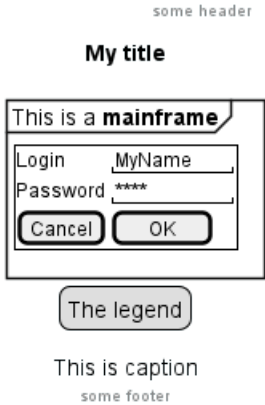 some header
My title
This is a mainframe
Login MyName
Password ****
Cancel OK
The legend
This is caption
some footer